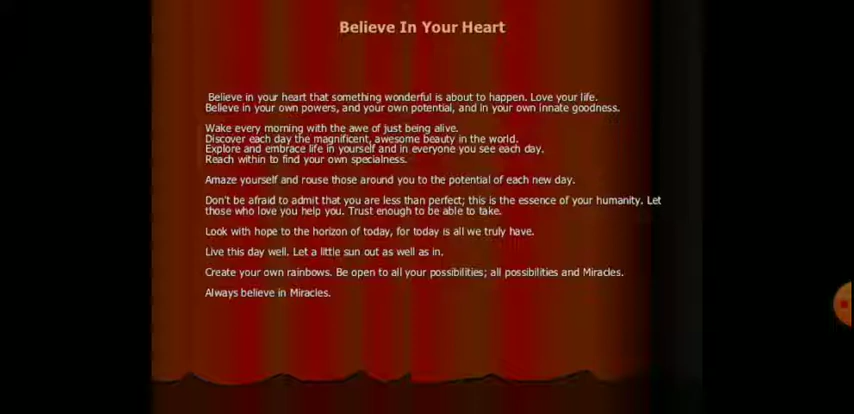 Believe In Your Heart
Believe in your heart that something wonderful is about to happen. Love your life.
Believe in your own powers, and your own potential, and in your own innate goodness.
Wake every morning with the awe of just being alive.
Discover each day the magnificent, awesome beauty in the world.
Explore and embrace life in yourself and in everyone you see each day.
Reach within to find your own specialness.
Amaze yourself and rouse those around you to the potential of each new day.
Don't be afraid to admit that you are less than perfect; this is the essence of your humanity. Let
those who love you help you. Trust enough to be able to take.
Look with hope to the horizon of today, for today is all we truly have.
Live this day well. Let a little sun out as well as in.
Create your own rainbows. Be open to all your possibilities; all possibilities and Miracles.
Always believe in Miracles.